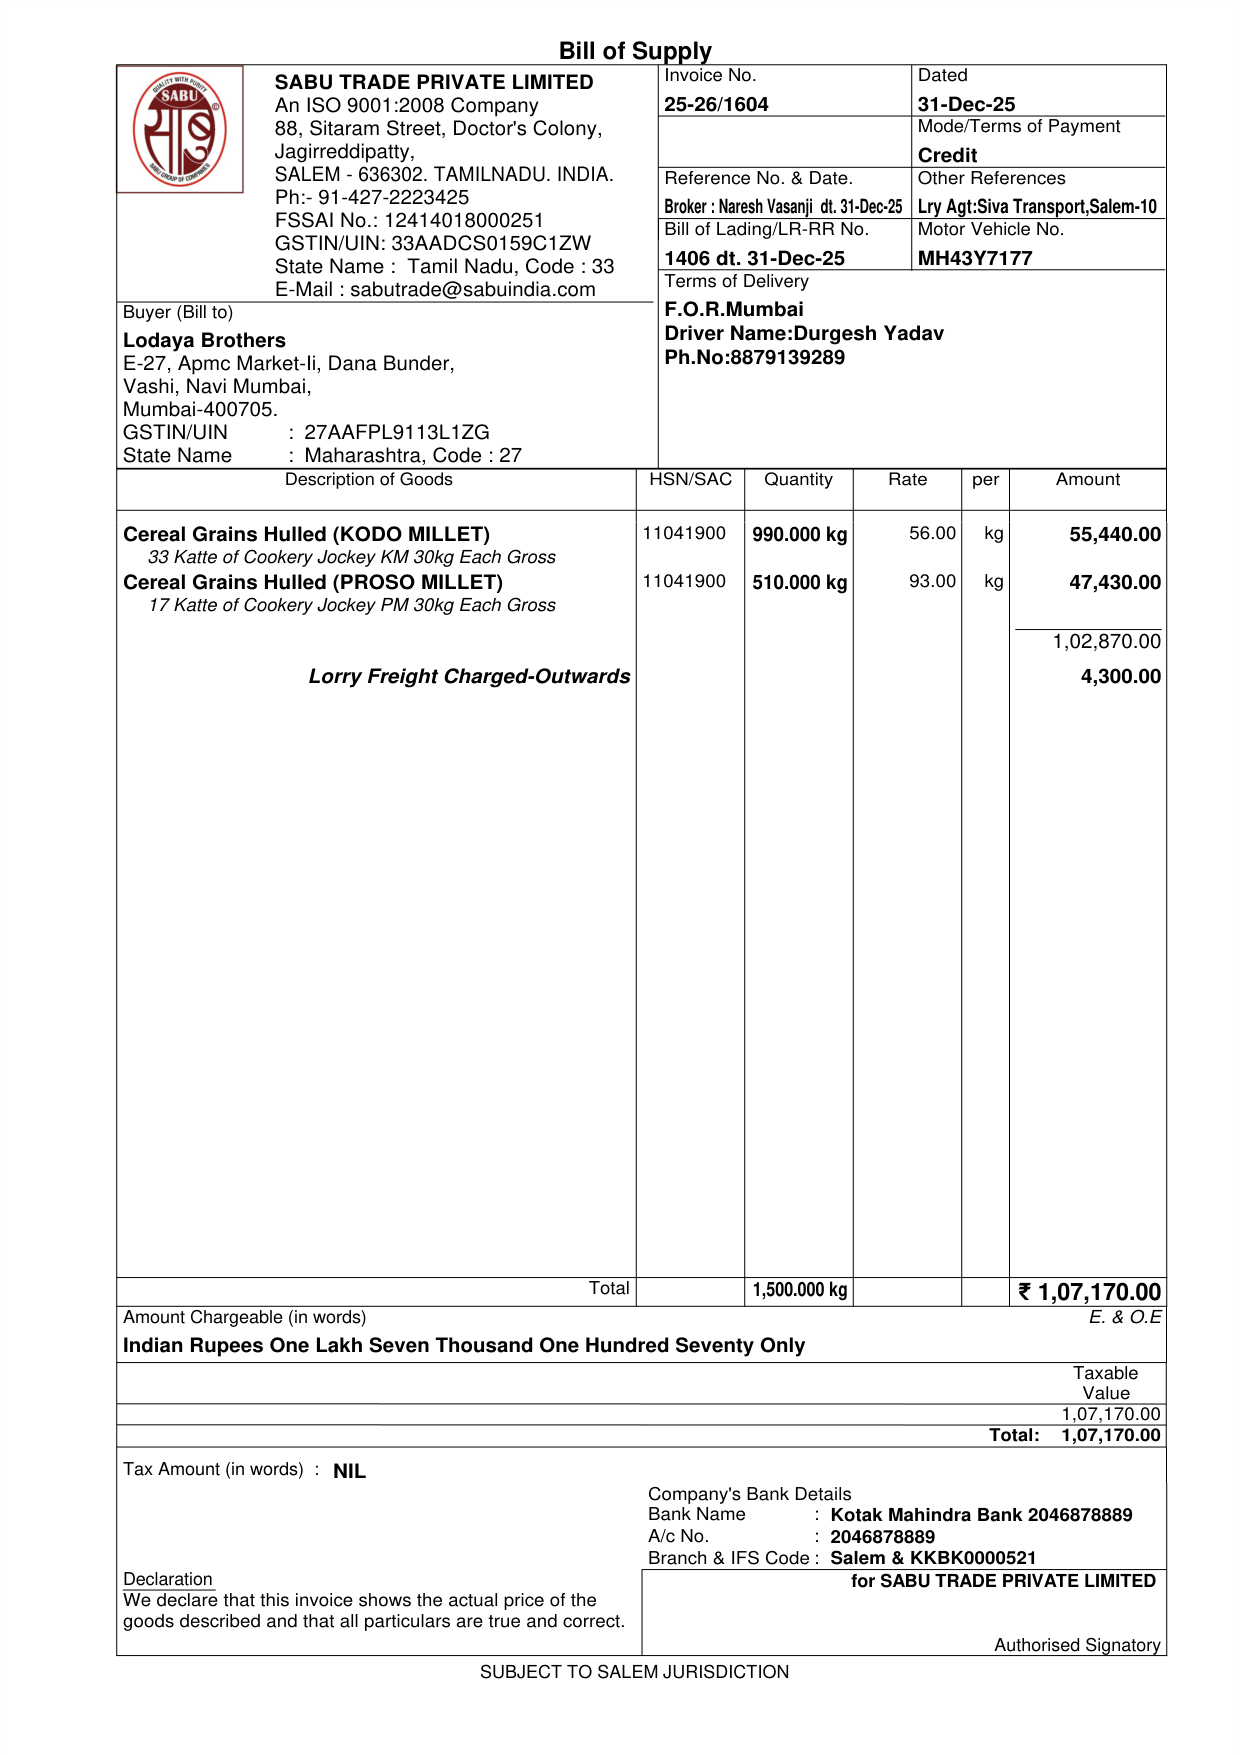 Bill of Supply
QUALITY WITH PURITY
SABU
©
साबु
SABU GROUP OF COMPANIES
SABU TRADE PRIVATE LIMITED
An ISO 9001:2008 Company
88, Sitaram Street, Doctor's Colony,
Jagirreddipatty,
SALEM - 636302. TAMILNADU. INDIA.
Ph:- 91-427-2223425
FSSAI No.: 12414018000251
GSTIN/UIN: 33AADCS0159C1ZW
State Name : Tamil Nadu, Code : 33
E-Mail : sabutrade@sabuindia.com
Invoice No. Dated
25-26/1604 31-Dec-25
Mode/Terms of Payment
Credit
Reference No. & Date. Other References
Broker : Naresh Vasanji dt. 31-Dec-25 Lry Agt:Siva Transport,Salem-10
Bill of Lading/LR-RR No. Motor Vehicle No.
1406 dt. 31-Dec-25 MH43Y7177
Terms of Delivery
F.O.R.Mumbai
Driver Name:Durgesh Yadav
Ph.No:8879139289
Buyer (Bill to)
Lodaya Brothers
E-27, Apmc Market-Ii, Dana Bunder,
Vashi, Navi Mumbai,
Mumbai-400705.
GSTIN/UIN : 27AAFPL9113L1ZG
State Name : Maharashtra, Code : 27
Description of Goods HSN/SAC Quantity Rate per Amount
Cereal Grains Hulled (KODO MILLET) 11041900 990.000 kg 56.00 kg 55,440.00
33 Katte of Cookery Jockey KM 30kg Each Gross
Cereal Grains Hulled (PROSO MILLET) 11041900 510.000 kg 93.00 kg 47,430.00
17 Katte of Cookery Jockey PM 30kg Each Gross
1,02,870.00
Lorry Freight Charged-Outwards 4,300.00
Total 1,500.000 kg ₹ 1,07,170.00
Amount Chargeable (in words) E. & O.E
Indian Rupees One Lakh Seven Thousand One Hundred Seventy Only
Taxable
Value
1,07,170.00
Total: 1,07,170.00
Tax Amount (in words) : NIL
Company's Bank Details
Bank Name : Kotak Mahindra Bank 2046878889
A/c No. : 2046878889
Branch & IFS Code : Salem & KKBK0000521
Declaration
We declare that this invoice shows the actual price of the
goods described and that all particulars are true and correct.
for SABU TRADE PRIVATE LIMITED
Authorised Signatory
SUBJECT TO SALEM JURISDICTION